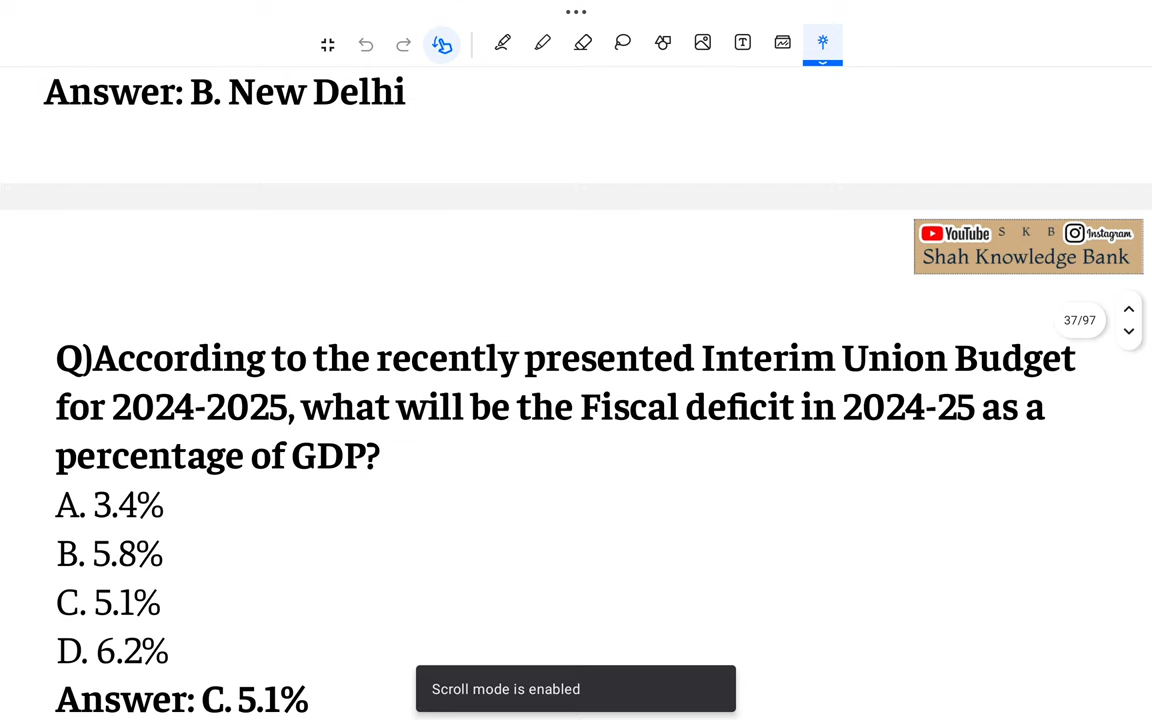 Answer: B. New Delhi
YouTube S K B Instagram
Shah Knowledge Bank
37/97
Q)According to the recently presented Interim Union Budget
for 2024-2025, what will be the Fiscal deficit in 2024-25 as a
percentage of GDP?
A. 3.4%
B. 5.8%
C. 5.1%
D. 6.2%
Answer: C. 5.1%
Scroll mode is enabled